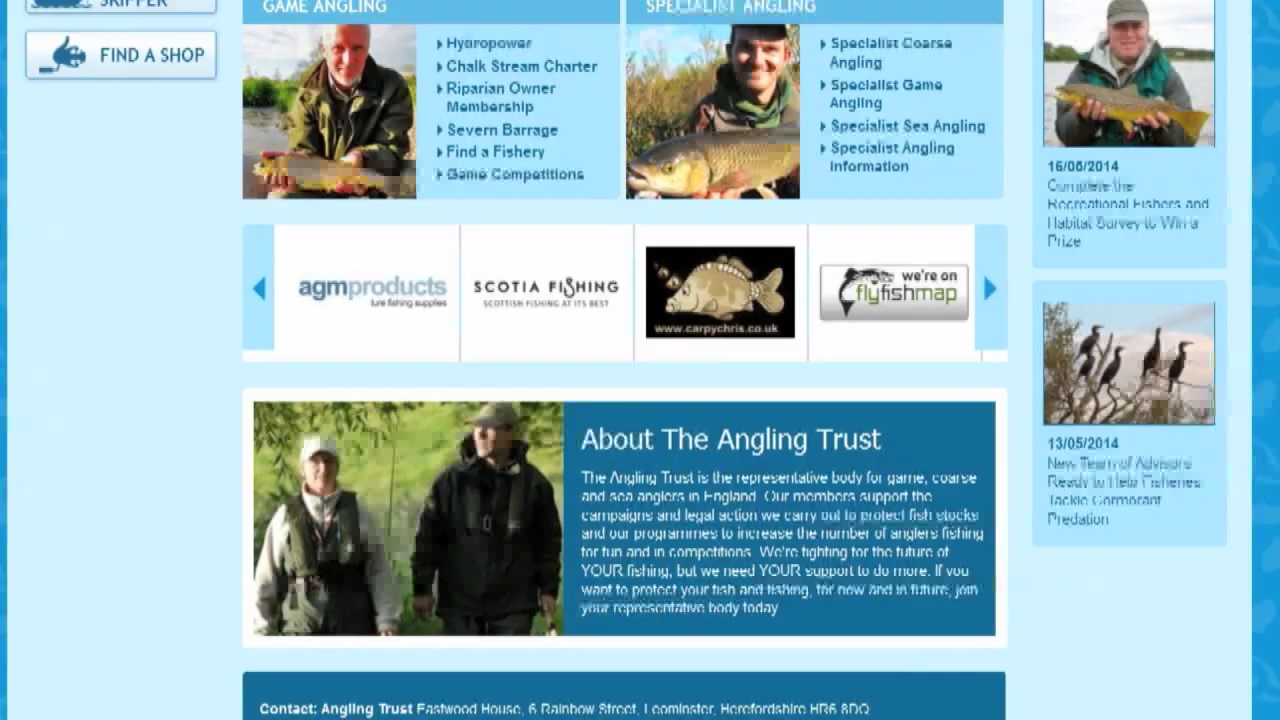 SKIPPER
FIND A SHOP
GAME ANGLING
Hydropower
Chalk Stream Charter
Riparian Owner
Membership
Severn Barrage
Find a Fishery
Game Competitions
SPECIALIST ANGLING
Specialist Coarse
Angling
Specialist Game
Angling
Specialist Sea Angling
Specialist Angling
Information
16/06/2014
Complete the
Recreational Fishers and
Habitat Survey to Win a
Prize
agmproducts
lure fishing supplies
SCOTIA FISHING
SCOTTISH FISHING AT ITS BEST
www.carpychris.co.uk
we're on
flyfishmap
13/05/2014
New Team of Advisors
Ready to Help Fisheries
Tackle Cormorant
Predation
About The Angling Trust
The Angling Trust is the representative body for game, coarse
and sea anglers in England. Our members support the
campaigns and legal action we carry out to protect fish stocks
and our programmes to increase the number of anglers fishing
for fun and in competitions. We're fighting for the future of
YOUR fishing, but we need YOUR support to do more. If you
want to protect your fish and fishing, for now and in future, join
your representative body today
Contact: Angling Trust Eastwood House, 6 Rainbow Street, Leominster, Herefordshire HR6 8DQ